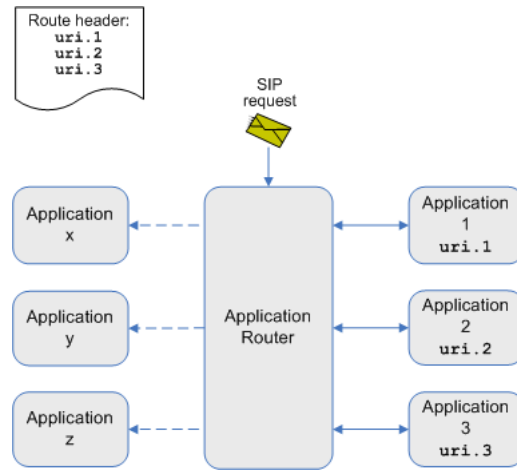 Route header:
uri.1
uri.2
uri.3
SIP
request
Application
x
Application
y
Application
z
Application
Router
Application
1
uri.1
Application
2
uri.2
Application
3
uri.3